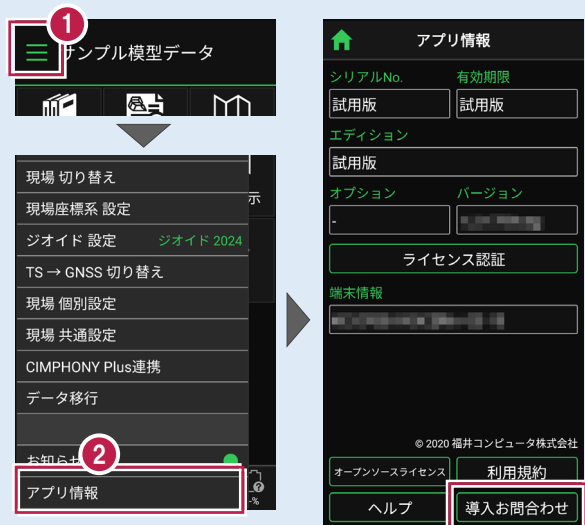 1
サンプル模型データ
現場 切り替え
現場座標系 設定
示
ジオイド 設定 ジオイド 2024
TS → GNSS 切り替え
現場 個別設定
現場 共通設定
CIMPHONY Plus連携
データ移行
お知らせ
2
アプリ情報
-%
アプリ情報
シリアルNo. 有効期限
試用版 試用版
エディション
試用版
オプション バージョン
-
ライセンス認証
端末情報
© 2020 福井コンピュータ株式会社
オープンソースライセンス 利用規約
ヘルプ 導入お問合わせ